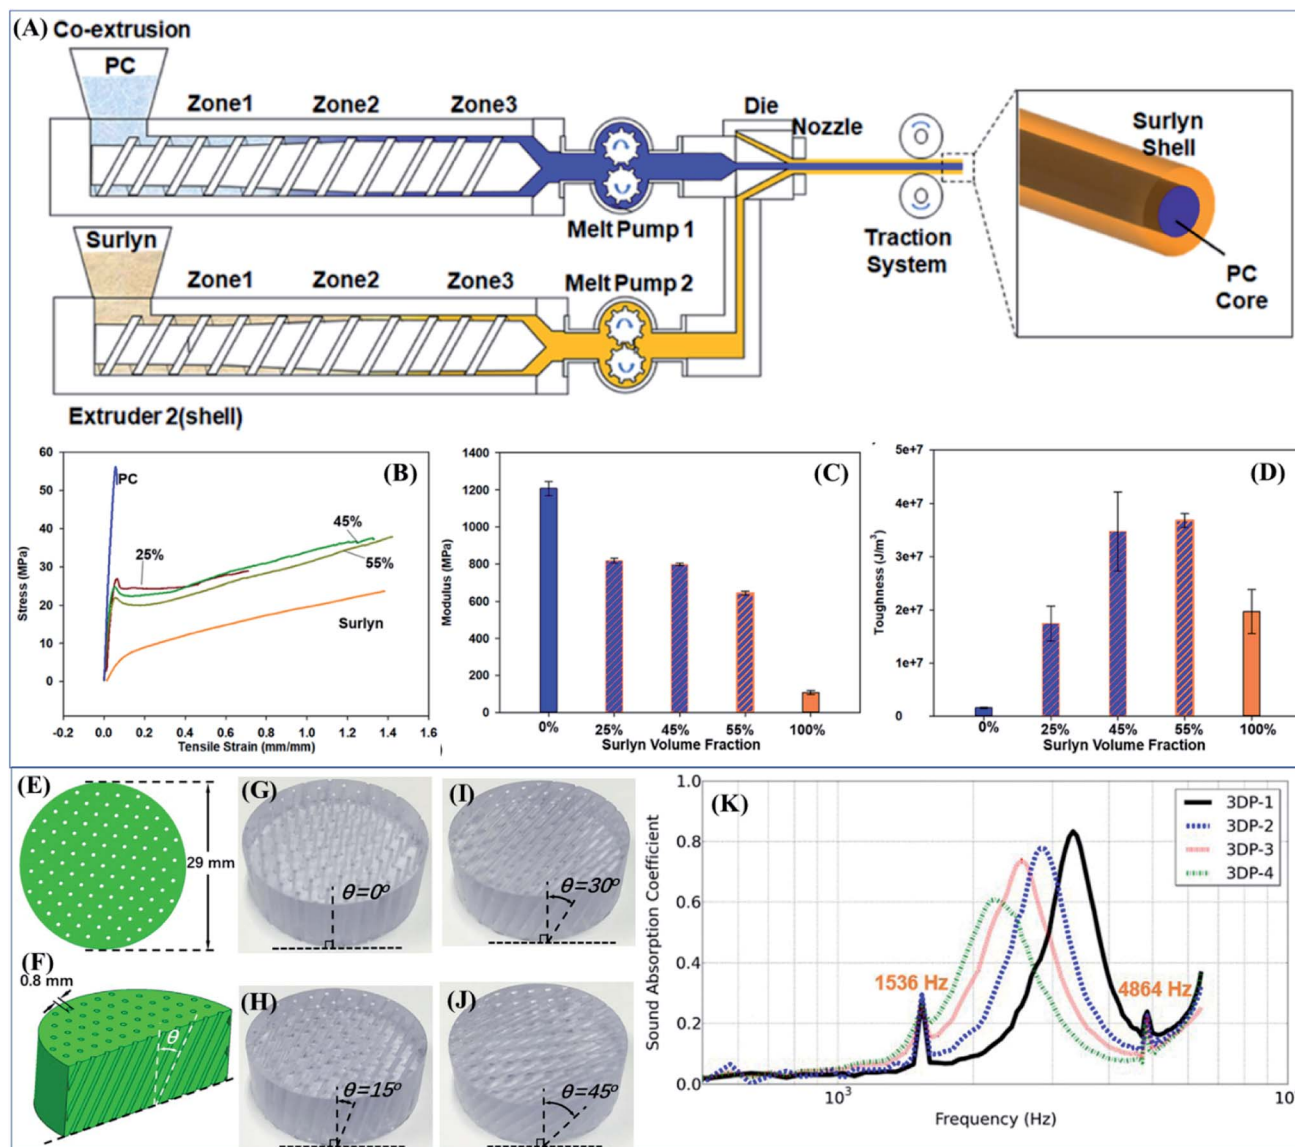 (A)
Co-extrusion
PC
Zone1 Zone2 Zone3
Melt Pump 1
Die
Nozzle
Traction
System
Surlyn
Shell
PC
Core
Surlyn
Zone1 Zone2 Zone3
Melt Pump 2
Extruder 2(shell)
(B)
Stress (MPa)
60
50
40
30
20
10
0
PC
25%
45%
55%
Surlyn
-0.2 0.0 0.2 0.4 0.6 0.8 1.0 1.2 1.4 1.6
Tensile Strain (mm/mm)
(C)
Modulus (MPa)
1400
1200
1000
800
600
400
200
0
0% 25% 45% 55% 100%
Surlyn Volume Fraction
(D)
Toughness (J/m³)
5e+7
4e+7
3e+7
2e+7
1e+7
0
0% 25% 45% 55% 100%
Surlyn Volume Fraction
(E)
29 mm
(F)
0.8 mm
θ
(G)
θ=0º
(H)
θ=15º
(I)
θ=30º
(J)
θ=45º
(K)
Sound Absorption Coefficient
1.0
0.8
0.6
0.4
0.2
0.0
1536 Hz
4864 Hz
3DP-1
3DP-2
3DP-3
3DP-4
10³
10
Frequency (Hz)